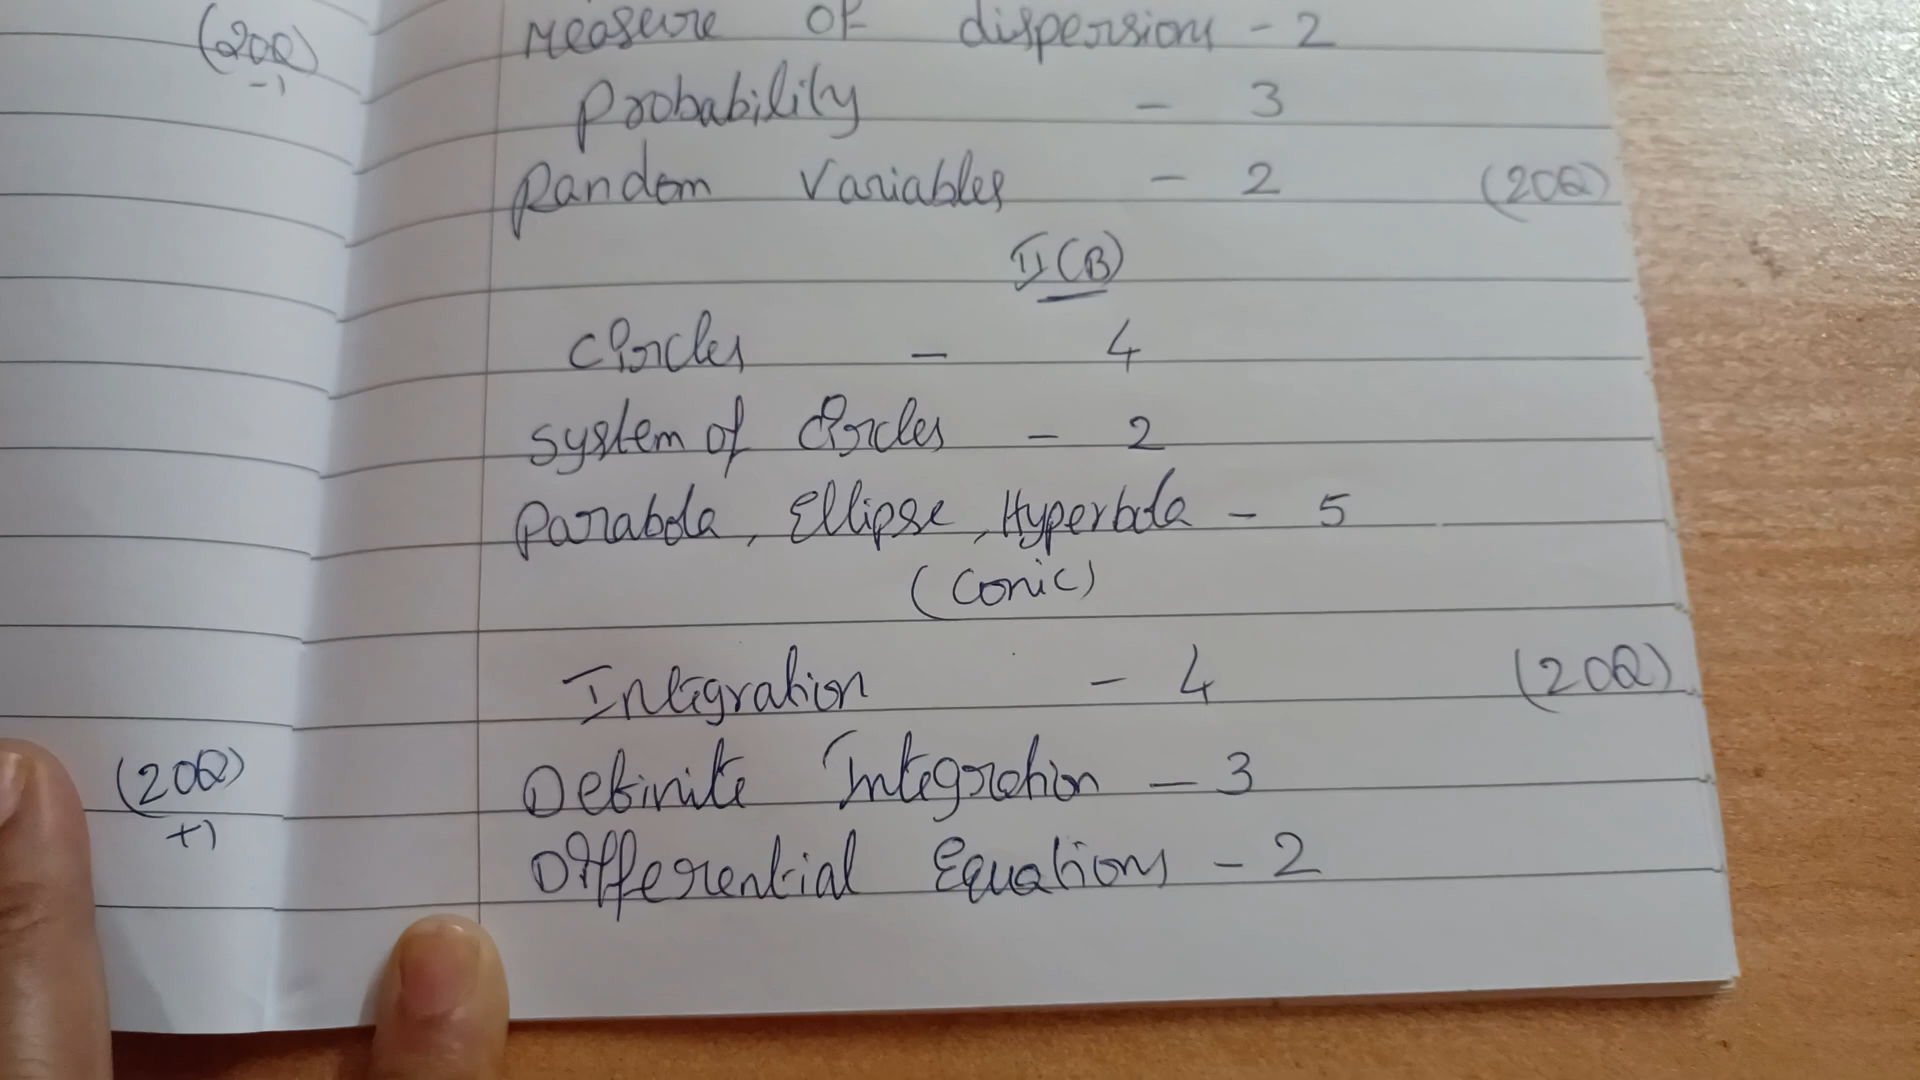 (20Q)
-1
Measure of dispersion - 2
Probability - 3
Random Variables - 2 (20Q)
II(B)
Circles - 4
System of Circles - 2
Parabola, Ellipse, Hyperbola - 5
(Conic)
Integration - 4 (20Q)
(20Q)
+1
Definite Integration - 3
Differential Equations - 2